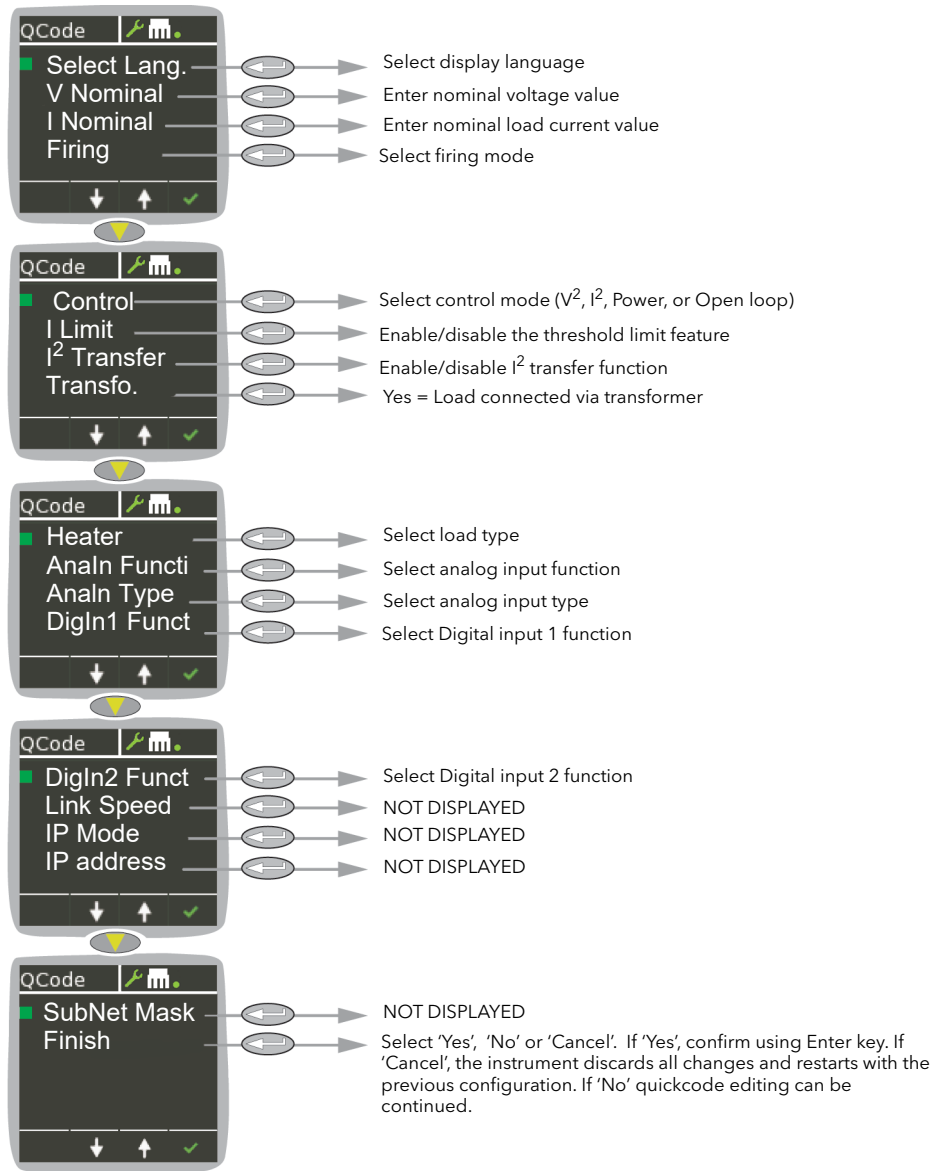 QCode
Select Lang.
Select display language
V Nominal
Enter nominal voltage value
I Nominal
Enter nominal load current value
Firing
Select firing mode
QCode
Control
Select control mode (V², I², Power, or Open loop)
I Limit
Enable/disable the threshold limit feature
I² Transfer
Enable/disable I² transfer function
Transfo.
Yes = Load connected via transformer
QCode
Heater
Select load type
AnaIn Functi
Select analog input function
AnaIn Type
Select analog input type
DigIn1 Funct
Select Digital input 1 function
QCode
DigIn2 Funct
Select Digital input 2 function
Link Speed
NOT DISPLAYED
IP Mode
NOT DISPLAYED
IP address
NOT DISPLAYED
QCode
SubNet Mask
NOT DISPLAYED
Finish
Select ‘Yes’, ‘No’ or ‘Cancel’. If ‘Yes’, confirm using Enter key. If
‘Cancel’, the instrument discards all changes and restarts with the
previous configuration. If ‘No’ quickcode editing can be
continued.